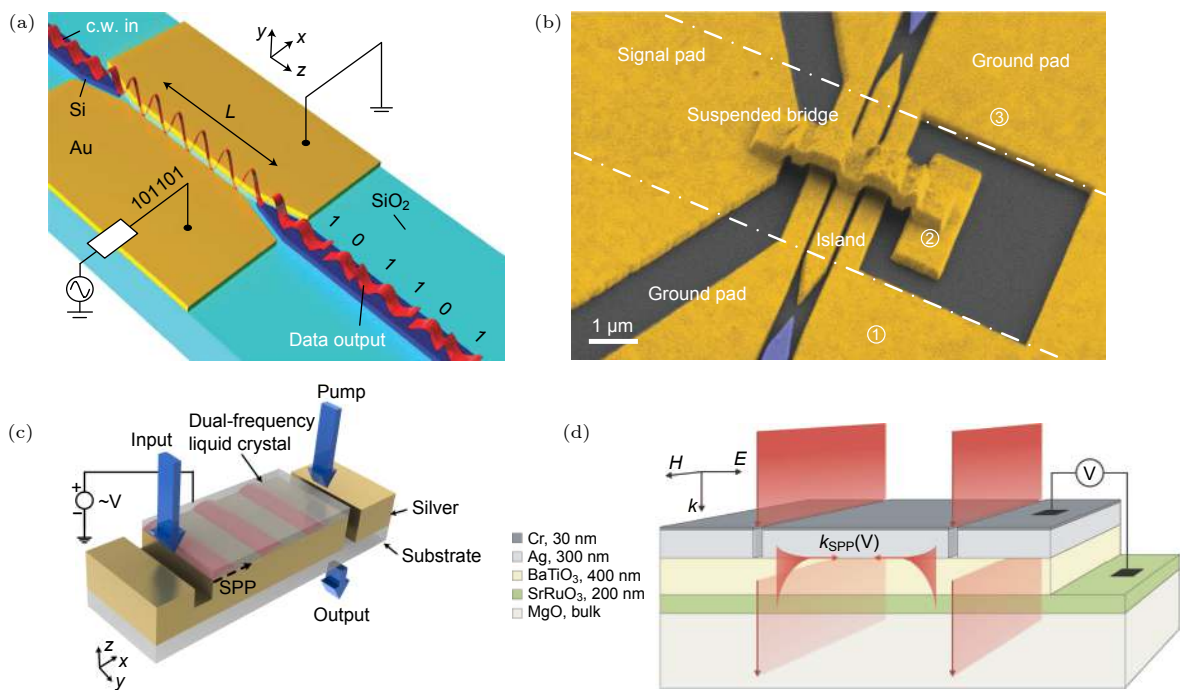 (a)
c.w. in
y
x
z
Si
L
Au
101101
SiO₂
1
0
1
1
0
1
Data output
(b)
Signal pad
Ground pad
③
Suspended bridge
Island
②
Ground pad
①
1 µm
(c)
Pump
Dual-frequency
liquid crystal
Input
+
~V
−
Silver
Substrate
SPP
Output
z
x
y
(d)
H
E
k
V
kSPP(V)
Cr, 30 nm
Ag, 300 nm
BaTiO₃, 400 nm
SrRuO₃, 200 nm
MgO, bulk